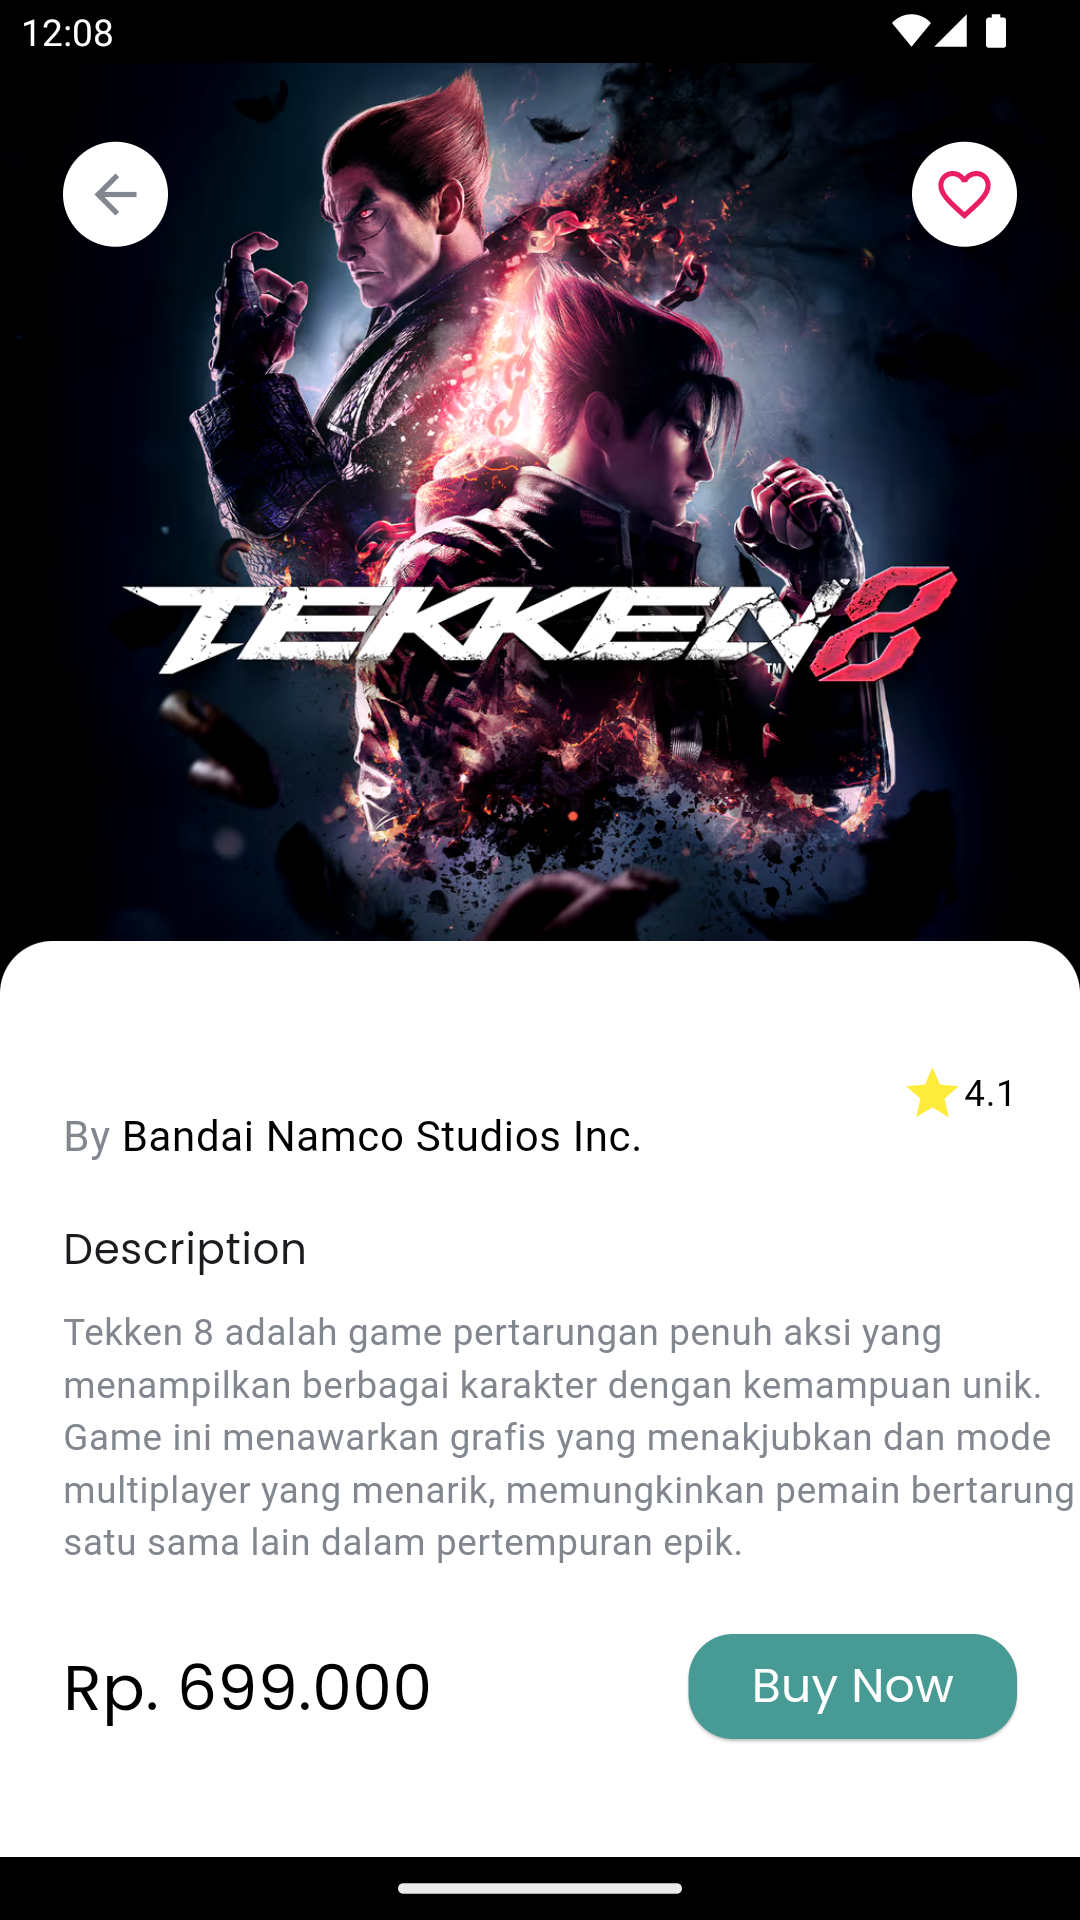 12:08
TEKKEN 8
TM
4.1
By Bandai Namco Studios Inc.
Description
Tekken 8 adalah game pertarungan penuh aksi yang
menampilkan berbagai karakter dengan kemampuan unik.
Game ini menawarkan grafis yang menakjubkan dan mode
multiplayer yang menarik, memungkinkan pemain bertarung
satu sama lain dalam pertempuran epik.
Rp. 699.000
Buy Now